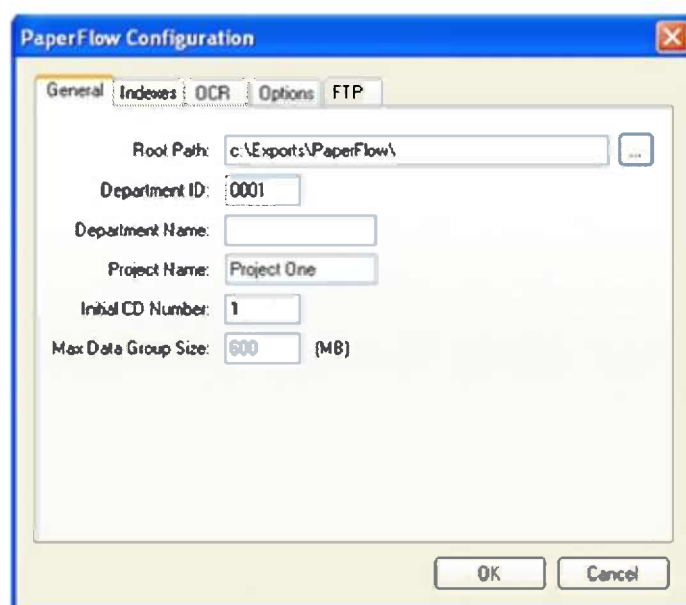 PaperFlow Configuration
General Indexes OCR Options FTP
Root Path: c:\Exports\PaperFlow\ ...
Department ID: 0001
Department Name:
Project Name: Project One
Initial CD Number: 1
Max Data Group Size: 600 (MB)
OK Cancel